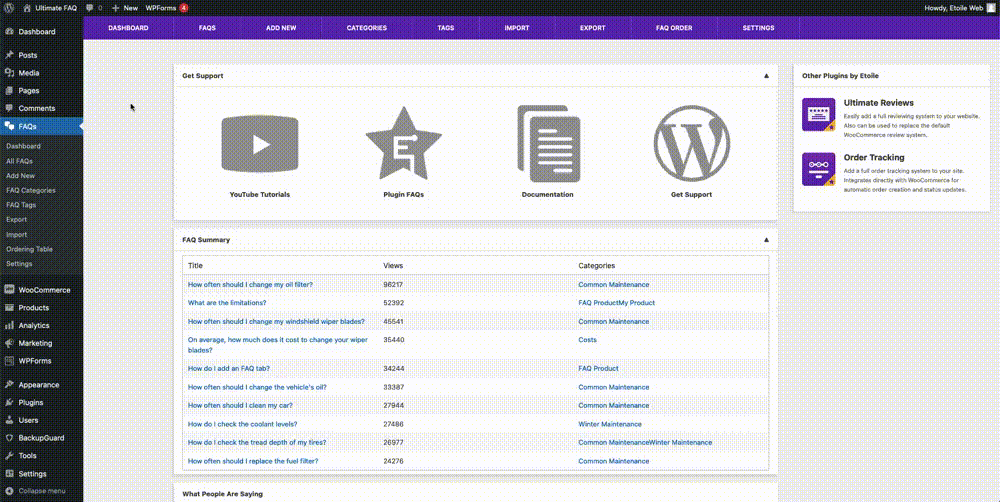 Ultimate FAQ 0 New WPForms 4 Howdy, Etoile Web
DASHBOARD FAQS ADD NEW CATEGORIES TAGS IMPORT EXPORT FAQ ORDER SETTINGS
Dashboard
Posts
Media
Pages
Comments
FAQs
Dashboard
All FAQs
Add New
FAQ Categories
FAQ Tags
Export
Import
Ordering Table
Settings
WooCommerce
Products
Analytics
Marketing
WPForms
Appearance
Plugins
Users
BackupGuard
Tools
Settings
Collapse menu
Get Support
YouTube Tutorials
Plugin FAQs
Documentation
Get Support
FAQ Summary
Title Views Categories
How often should I change my oil filter? 96217 Common Maintenance
What are the limitations? 52392 FAQ ProductMy Product
How often should I change my windshield wiper blades? 45541 Common Maintenance
On average, how much does it cost to change your wiper 35440 Costs
blades?
How do I add an FAQ tab? 34244 FAQ Product
How often should I change the vehicle's oil? 33387 Common Maintenance
How often should I clean my car? 27944 Common Maintenance
How do I check the coolant levels? 27486 Winter Maintenance
How do I check the tread depth of my tires? 26977 Common MaintenanceWinter Maintenance
How often should I replace the fuel filter? 24276 Common Maintenance
What People Are Saying
Other Plugins by Etoile
Ultimate Reviews
Easily add a full reviewing system to your website.
Also can be used to replace the default
WooCommerce review system.
Order Tracking
Add a full order tracking system to your site.
Integrates directly with WooCommerce for
automatic order creation and status updates.